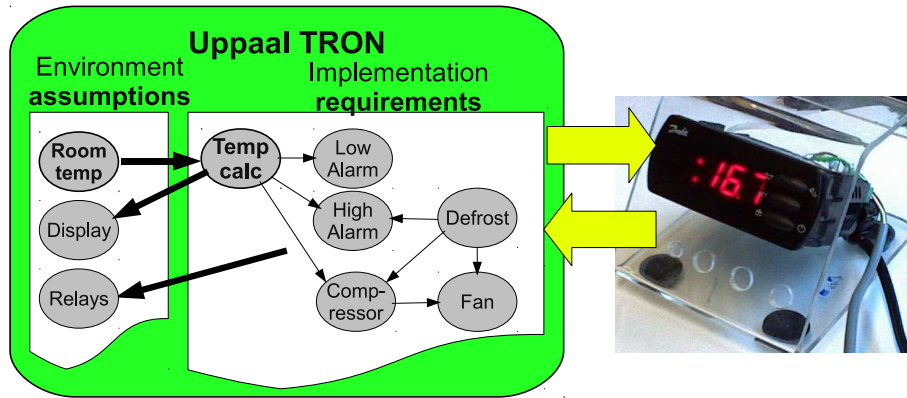 Uppaal TRON
Environment
assumptions
Implementation
requirements
Room
temp
Display
Relays
Temp
calc
Low
Alarm
High
Alarm
Defrost
Comp-
ressor
Fan
Danfoss
:16.7